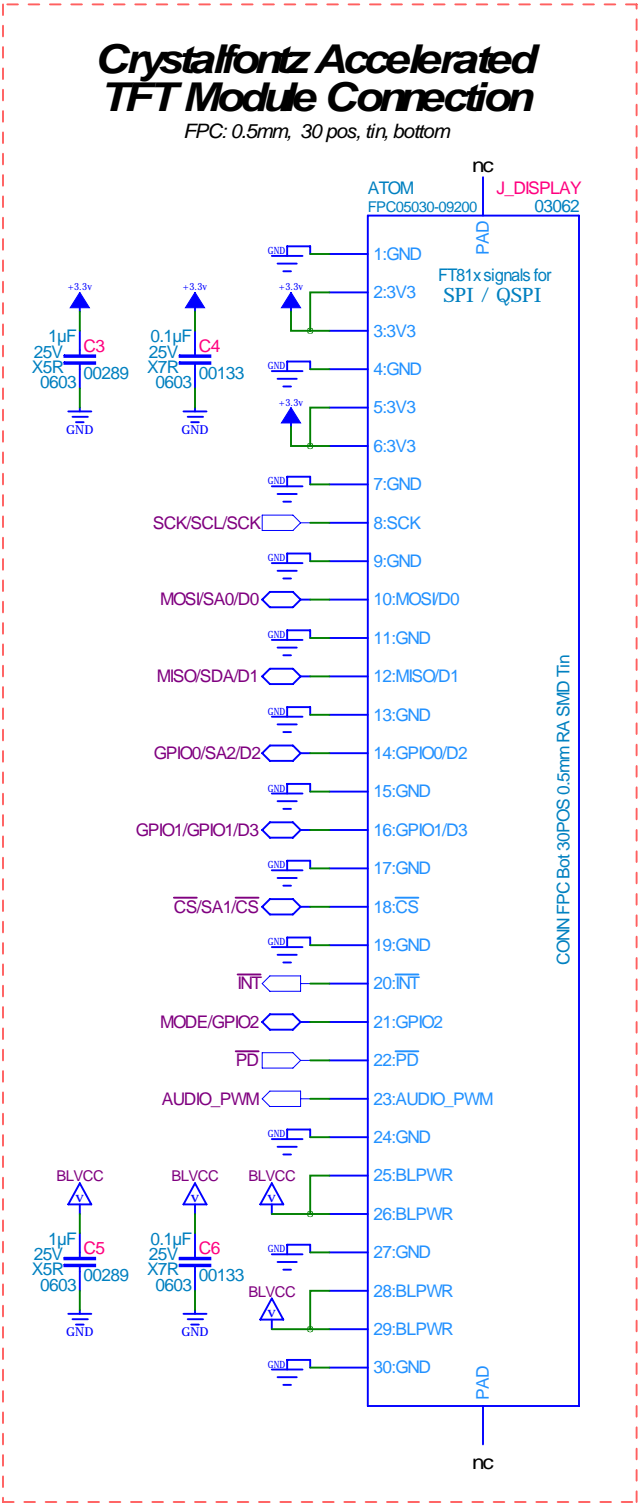 Crystalfontz Accelerated
TFT Module Connection
FPC: 0.5mm, 30 pos, tin, bottom
nc
ATOM
J_DISPLAY
FPC05030-09200
03062
PAD
FT81x signals for
SPI / QSPI
GND
1:GND
+3.3v
2:3V3
3:3V3
GND
4:GND
+3.3v
5:3V3
6:3V3
GND
7:GND
SCK/SCL/SCK
8:SCK
GND
9:GND
MOSI/SA0/D0
10:MOSI/D0
GND
11:GND
MISO/SDA/D1
12:MISO/D1
GND
13:GND
GPIO0/SA2/D2
14:GPIO0/D2
GND
15:GND
GPIO1/GPIO1/D3
16:GPIO1/D3
GND
17:GND
C̅S̅/SA1/C̅S̅
18:C̅S̅
GND
19:GND
I̅N̅T̅
20:I̅N̅T̅
MODE/GPIO2
21:GPIO2
P̅D̅
22:P̅D̅
AUDIO_PWM
23:AUDIO_PWM
GND
24:GND
BLVCC
V
25:BLPWR
26:BLPWR
GND
27:GND
BLVCC
V
28:BLPWR
29:BLPWR
GND
30:GND
PAD
nc
CONN FPC Bot 30POS 0.5mm RA SMD Tin
+3.3v
1µF
25V
X5R
0603
C3
00289
GND
+3.3v
0.1µF
25V
X7R
0603
C4
00133
GND
BLVCC
V
1µF
25V
X5R
0603
C5
00289
GND
BLVCC
V
0.1µF
25V
X7R
0603
C6
00133
GND